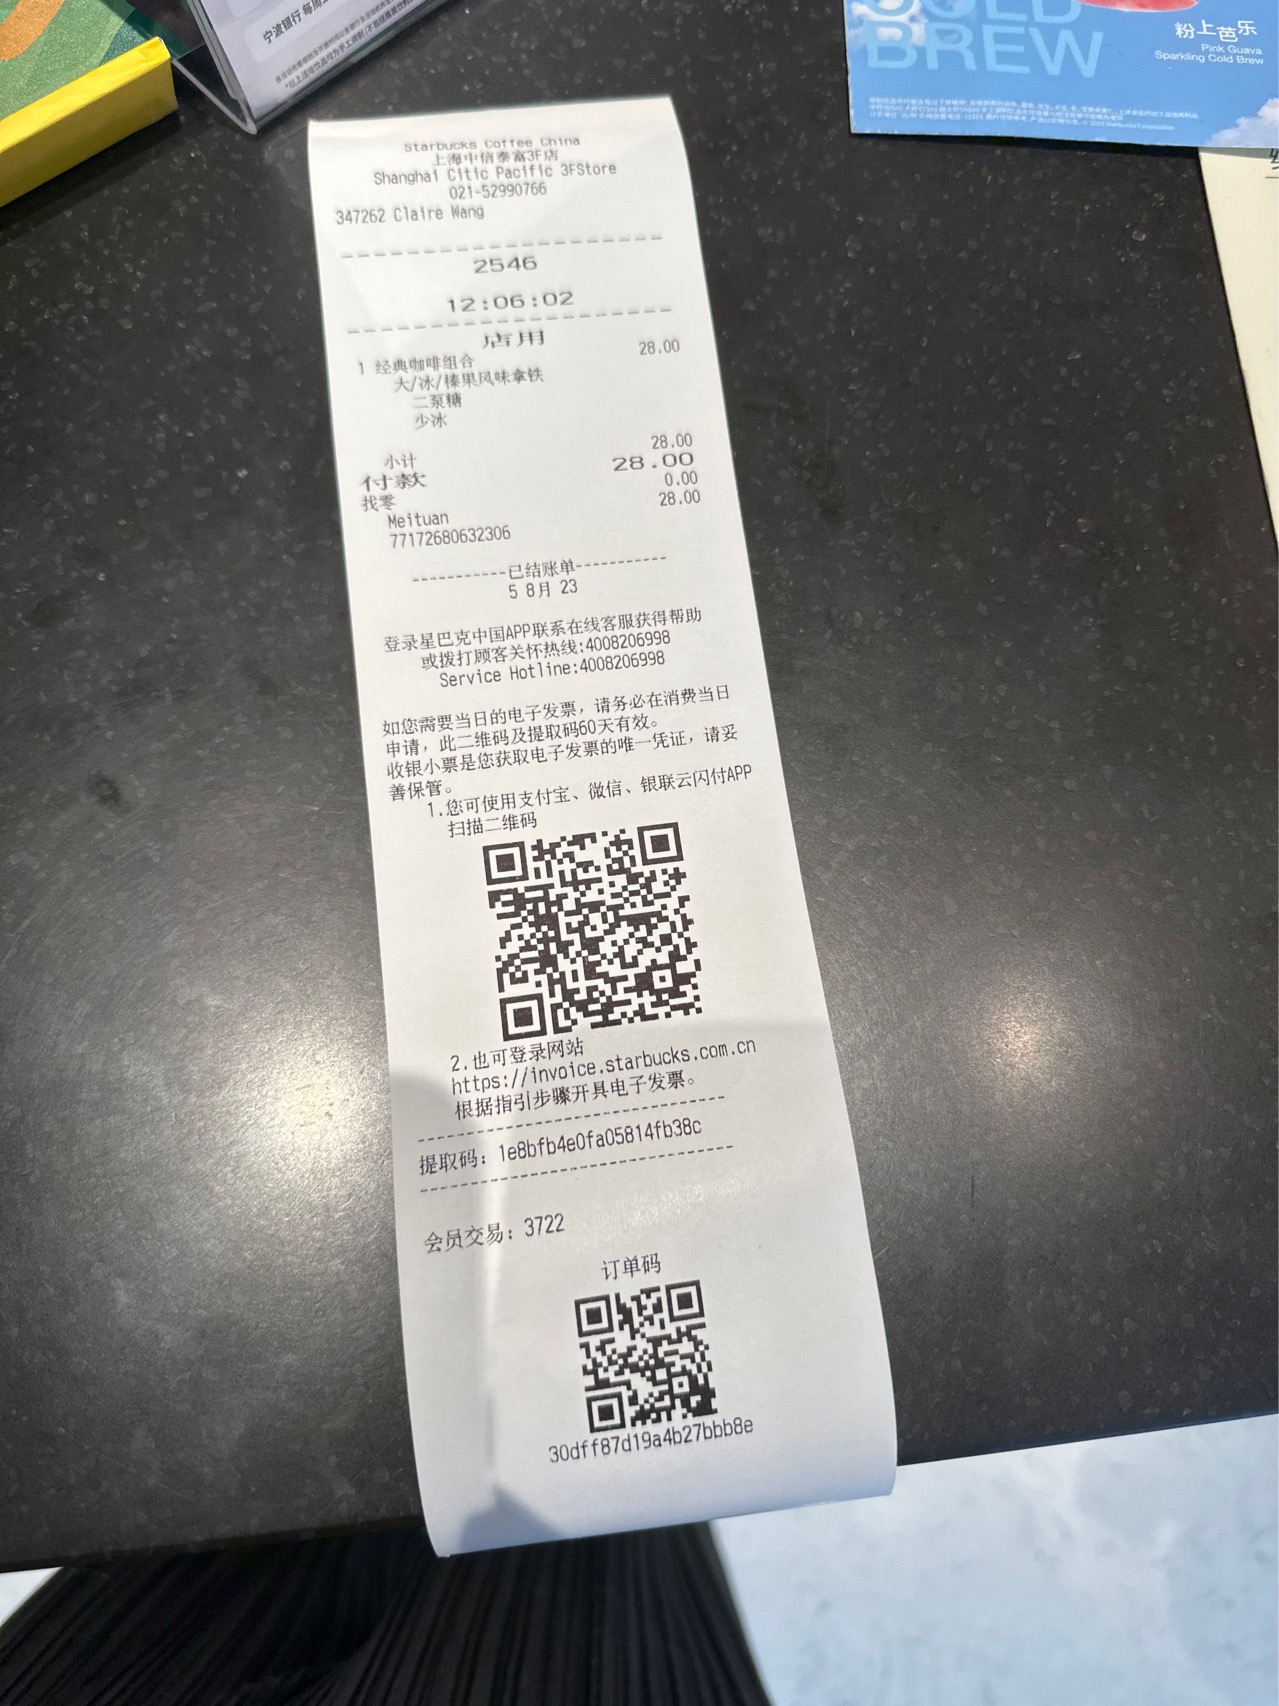 宁波银行 每周
COLD
BREW
粉上芭乐
Pink Guava
Sparkling Cold Brew
Starbucks Coffee China
上海中信泰富3F店
Shanghai Citic Pacific 3FStore
021-52990766
347262 Claire Wang
2546
12:06:02
店用
1 经典咖啡组合 28.00
大/冰/榛果风味拿铁
二泵糖
少冰
小计 28.00
付款 28.00
找零 0.00
Meituan 28.00
77172680632306
-----------已结账单-----------
5 8月 23
登录星巴克中国APP联系在线客服获得帮助
或拨打顾客关怀热线:4008206998
Service Hotline:4008206998
如您需要当日的电子发票，请务必在消费当日
申请，此二维码及提取码60天有效。
收银小票是您获取电子发票的唯一凭证，请妥
善保管。
1.您可使用支付宝、微信、银联云闪付APP
扫描二维码
2.也可登录网站
https://invoice.starbucks.com.cn
根据指引步骤开具电子发票。
提取码: 1e8bfb4e0fa05814fb38c
会员交易: 3722
订单码
30dff87d19a4b27bbb8e